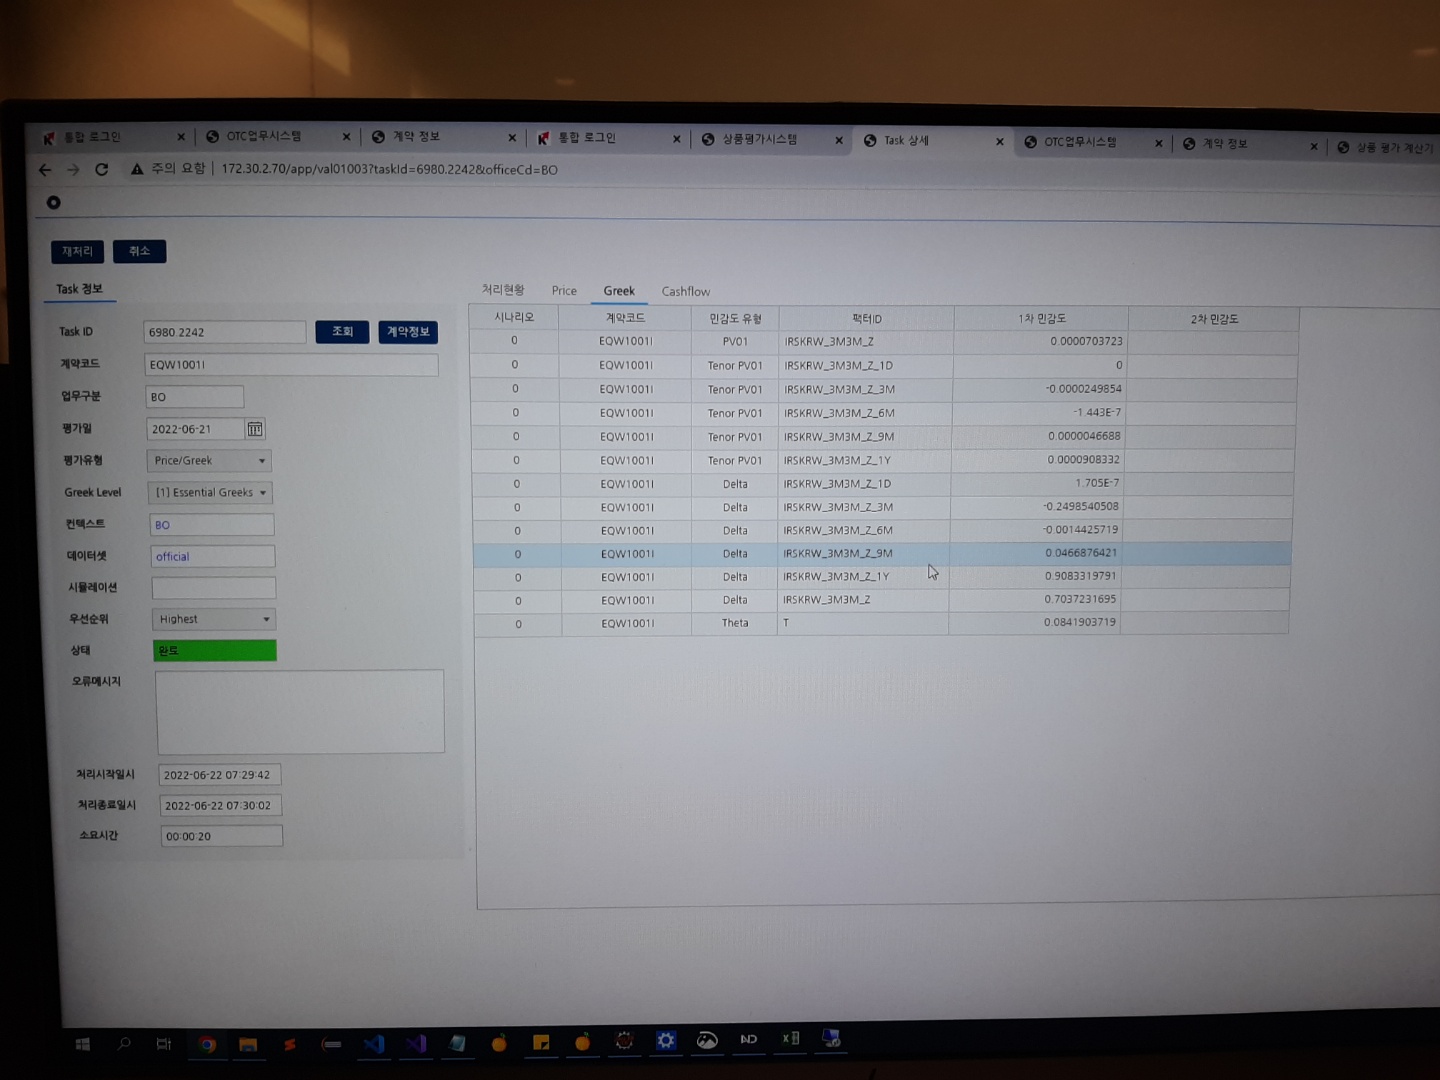 통합 로그인 × OTC업무시스템 × 계약 정보 × 통합 로그인 × 상품평가시스템 × Task 상세 × OTC업무시스템 × 계약 정보 × 상품 평가 계산기
주의 요함 | 172.30.2.70/app/val01003?taskId=6980.2242&officeCd=BO
재처리 취소
Task 정보
Task ID 6980.2242 조회 계약정보
계약코드 EQW1001I
업무구분 BO
평가일 2022-06-21
평가유형 Price/Greek
Greek Level [1] Essential Greeks
컨텍스트 BO
데이터셋 official
시뮬레이션
우선순위 Highest
상태 완료
오류메시지
처리시작일시 2022-06-22 07:29:42
처리종료일시 2022-06-22 07:30:02
소요시간 00:00:20
처리현황 Price Greek Cashflow
시나리오 계약코드 민감도 유형 팩터ID 1차 민감도 2차 민감도
0 EQW1001I PV01 IRSKRW_3M3M_Z 0.0000703723
0 EQW1001I Tenor PV01 IRSKRW_3M3M_Z_1D 0
0 EQW1001I Tenor PV01 IRSKRW_3M3M_Z_3M -0.0000249854
0 EQW1001I Tenor PV01 IRSKRW_3M3M_Z_6M -1.443E-7
0 EQW1001I Tenor PV01 IRSKRW_3M3M_Z_9M 0.0000046688
0 EQW1001I Tenor PV01 IRSKRW_3M3M_Z_1Y 0.0000908332
0 EQW1001I Delta IRSKRW_3M3M_Z_1D 1.705E-7
0 EQW1001I Delta IRSKRW_3M3M_Z_3M -0.2498540508
0 EQW1001I Delta IRSKRW_3M3M_Z_6M -0.0014425719
0 EQW1001I Delta IRSKRW_3M3M_Z_9M 0.0466876421
0 EQW1001I Delta IRSKRW_3M3M_Z_1Y 0.9083319791
0 EQW1001I Delta IRSKRW_3M3M_Z 0.7037231695
0 EQW1001I Theta T 0.0841903719